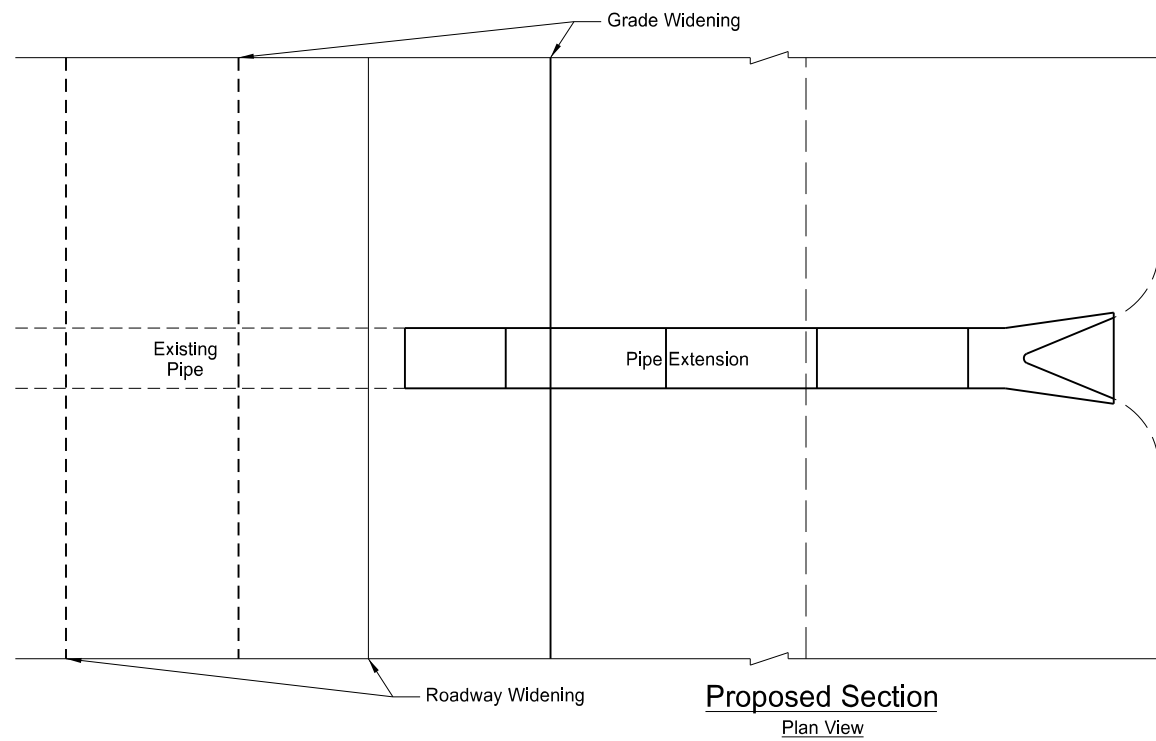 Grade Widening
Existing
Pipe
Pipe Extension
Roadway Widening
Proposed Section
Plan View